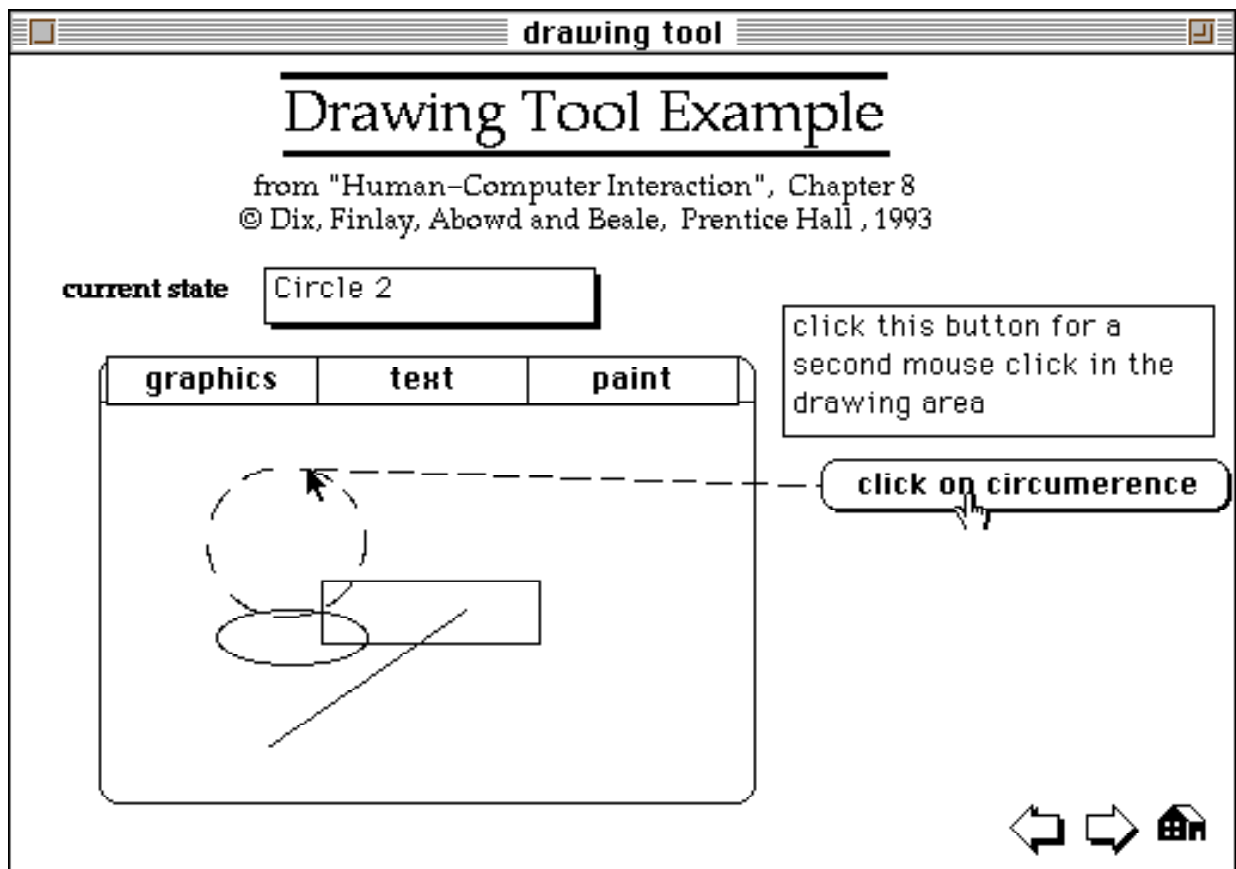 drawing tool
Drawing Tool Example
from "Human–Computer Interaction", Chapter 8
© Dix, Finlay, Abowd and Beale, Prentice Hall , 1993
current state
Circle 2
click this button for a
second mouse click in the
drawing area
graphics
text
paint
click on circumerence